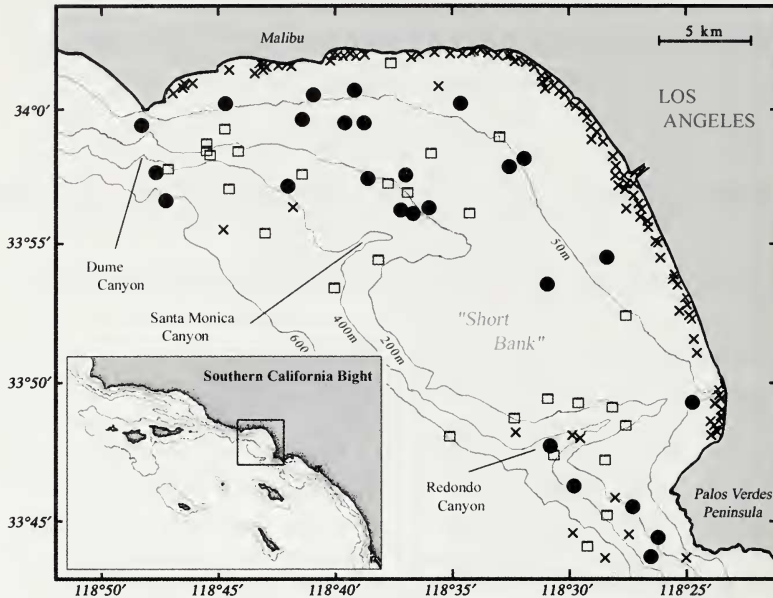 Malibu
5 km
34°0'
LOS
ANGELES
33°55'
Dume
Canyon
50m
Santa Monica
Canyon
"Short
Bank"
200m
400m
600
33°50'
Southern California Bight
Redondo
Canyon
Palos Verdes
Peninsula
33°45'
118°50' 118°45' 118°40' 118°35' 118°30' 118°25'